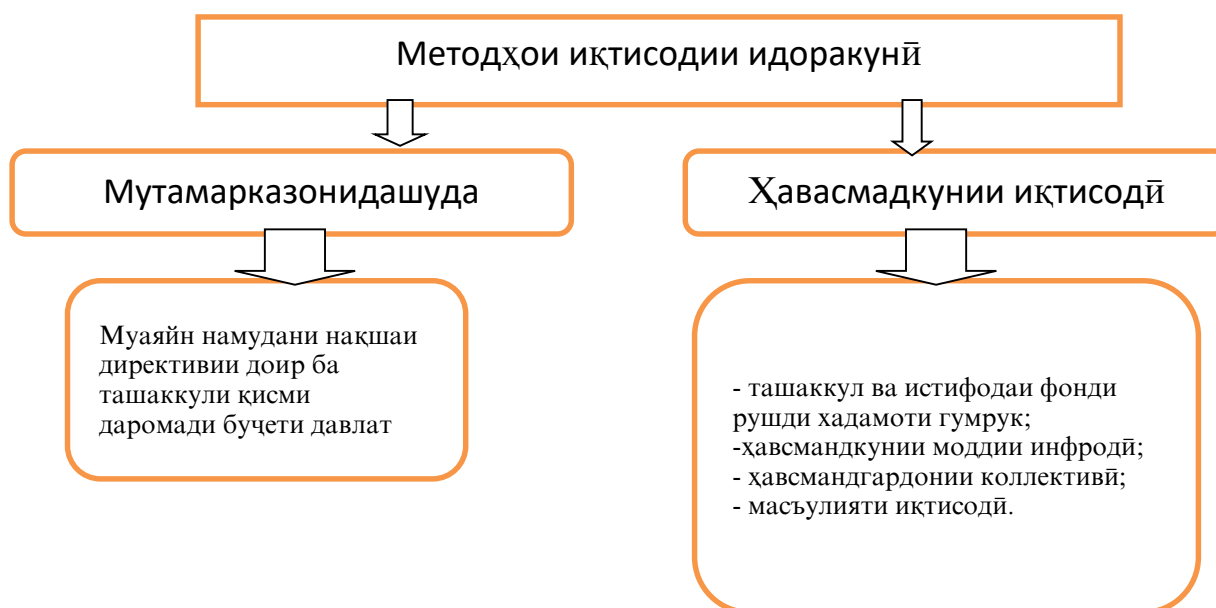 Методҳои иқтисодии идоракунӣ
Мутамарказонидашуда
Ҳавасмадкунии иқтисодӣ
Муаяйн намудани нақшаи
директивии доир ба
ташаккули қисми
даромади буҷети давлат
- ташаккул ва истифодаи фонди
рушди хадамоти гумрук;
-ҳавсмандкунии моддии инфродӣ;
- ҳавсмандгардонии коллективӣ;
- масъулияти иқтисодӣ.